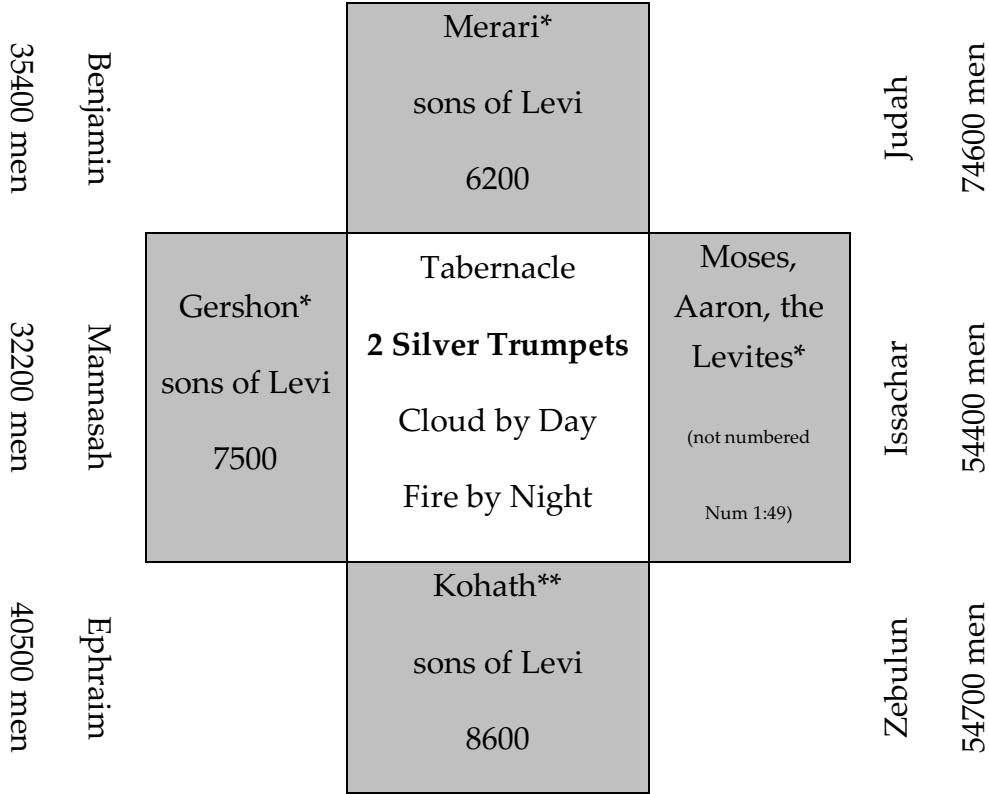 Merari*
sons of Levi
6200
Benjamin
35400 men
Judah
74600 men
Gershon*
sons of Levi
7500
Tabernacle
2 Silver Trumpets
Cloud by Day
Fire by Night
Moses,
Aaron, the
Levites*
(not numbered
Num 1:49)
Mannasah
32200 men
Issachar
54400 men
Kohath**
sons of Levi
8600
Ephraim
40500 men
Zebulun
54700 men